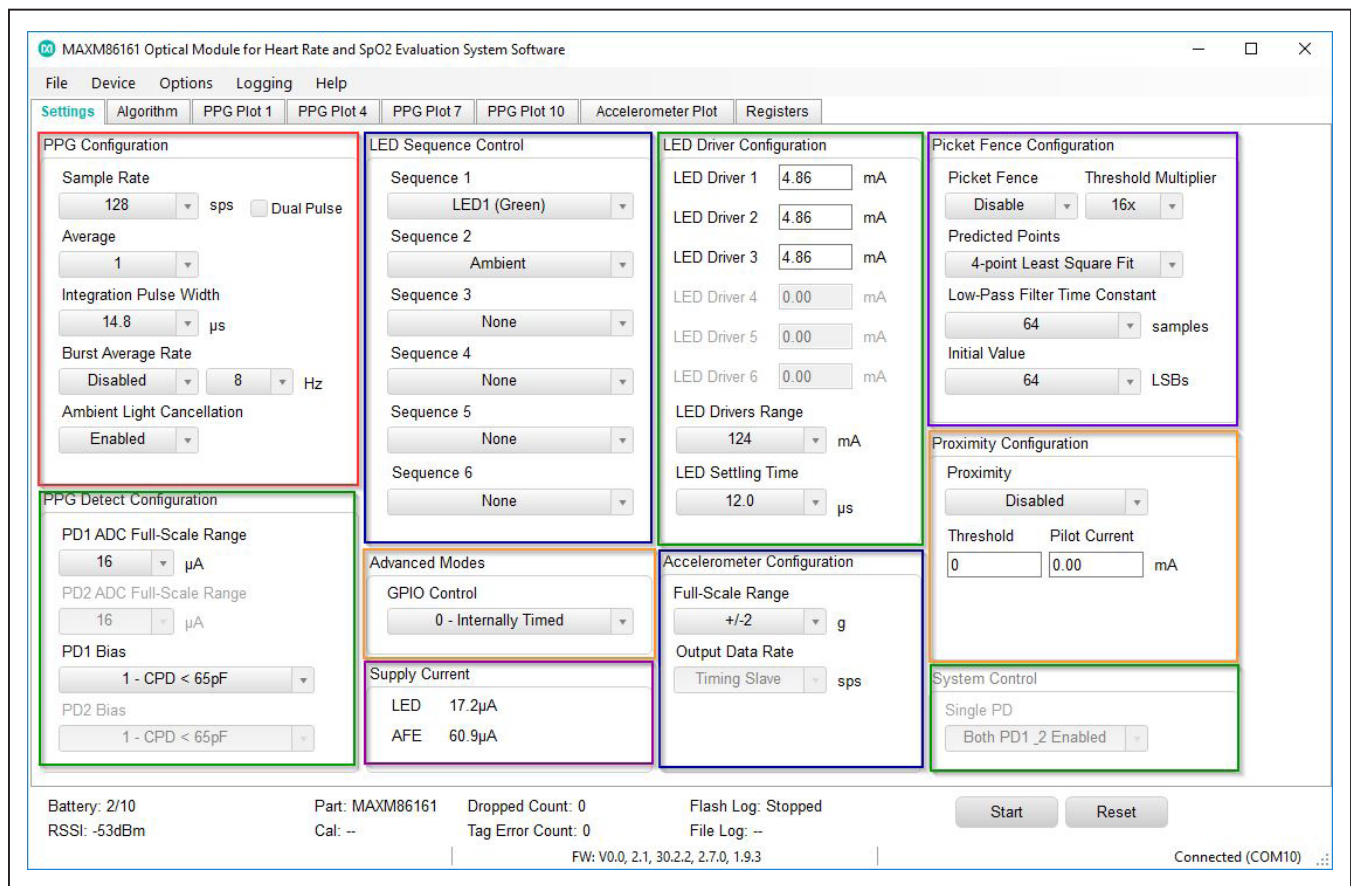 MAXM86161 Optical Module for Heart Rate and SpO2 Evaluation System Software
File Device Options Logging Help
Settings Algorithm PPG Plot 1 PPG Plot 4 PPG Plot 7 PPG Plot 10 Accelerometer Plot Registers
PPG Configuration
Sample Rate
128 sps Dual Pulse
Average
1
Integration Pulse Width
14.8 µs
Burst Average Rate
Disabled 8 Hz
Ambient Light Cancellation
Enabled
PPG Detect Configuration
PD1 ADC Full-Scale Range
16 µA
PD2 ADC Full-Scale Range
16 µA
PD1 Bias
1 - CPD < 65pF
PD2 Bias
1 - CPD < 65pF
LED Sequence Control
Sequence 1
LED1 (Green)
Sequence 2
Ambient
Sequence 3
None
Sequence 4
None
Sequence 5
None
Sequence 6
None
Advanced Modes
GPIO Control
0 - Internally Timed
Supply Current
LED 17.2µA
AFE 60.9µA
LED Driver Configuration
LED Driver 1 4.86 mA
LED Driver 2 4.86 mA
LED Driver 3 4.86 mA
LED Driver 4 0.00 mA
LED Driver 5 0.00 mA
LED Driver 6 0.00 mA
LED Drivers Range
124 mA
LED Settling Time
12.0 µs
Accelerometer Configuration
Full-Scale Range
+/-2 g
Output Data Rate
Timing Slave sps
Picket Fence Configuration
Picket Fence Threshold Multiplier
Disable 16x
Predicted Points
4-point Least Square Fit
Low-Pass Filter Time Constant
64 samples
Initial Value
64 LSBs
Proximity Configuration
Proximity
Disabled
Threshold Pilot Current
0 0.00 mA
System Control
Single PD
Both PD1 _2 Enabled
Battery: 2/10 Part: MAXM86161 Dropped Count: 0 Flash Log: Stopped Start Reset
RSSI: -53dBm Cal: -- Tag Error Count: 0 File Log: --
FW: V0.0, 2.1, 30.2.2, 2.7.0, 1.9.3 Connected (COM10)